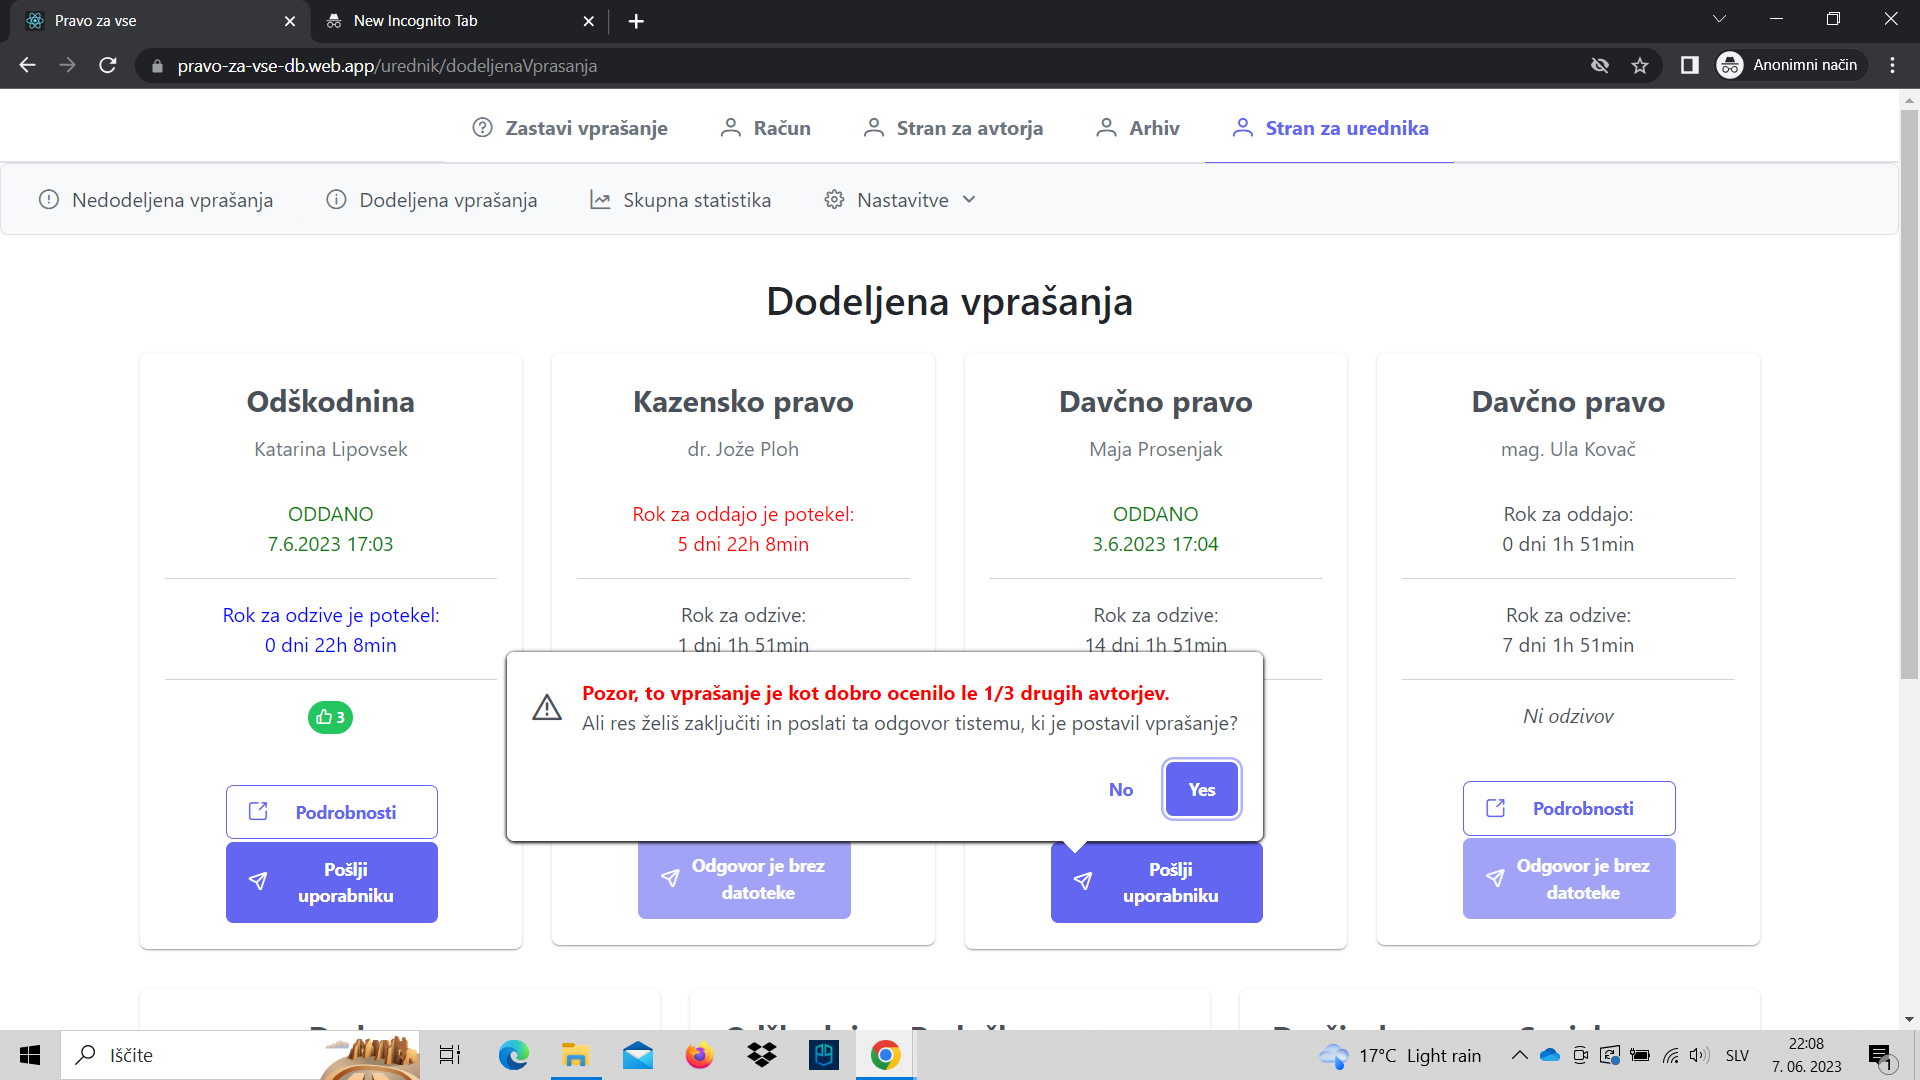 Pravo za vse
New Incognito Tab
pravo-za-vse-db.web.app/urednik/dodeljenaVprasanja
Anonimni način
Zastavi vprašanje
Račun
Stran za avtorja
Arhiv
Stran za urednika
Nedodeljena vprašanja
Dodeljena vprašanja
Skupna statistika
Nastavitve
Dodeljena vprašanja
Odškodnina
Katarina Lipovsek
ODDANO
7.6.2023 17:03
Rok za odzive je potekel:
0 dni 22h 8min
3
Podrobnosti
Pošlji
uporabniku
Kazensko pravo
dr. Jože Ploh
Rok za oddajo je potekel:
5 dni 22h 8min
Rok za odzive:
1 dni 1h 51min
Odgovor je brez
datoteke
Davčno pravo
Maja Prosenjak
ODDANO
3.6.2023 17:04
Rok za odzive:
14 dni 1h 51min
Pošlji
uporabniku
Davčno pravo
mag. Ula Kovač
Rok za oddajo:
0 dni 1h 51min
Rok za odzive:
7 dni 1h 51min
Ni odzivov
Podrobnosti
Odgovor je brez
datoteke
Pozor, to vprašanje je kot dobro ocenilo le 1/3 drugih avtorjev.
Ali res želiš zaključiti in poslati ta odgovor tistemu, ki je postavil vprašanje?
No
Yes
Iščite
17°C Light rain
SLV
22:08
7. 06. 2023
1